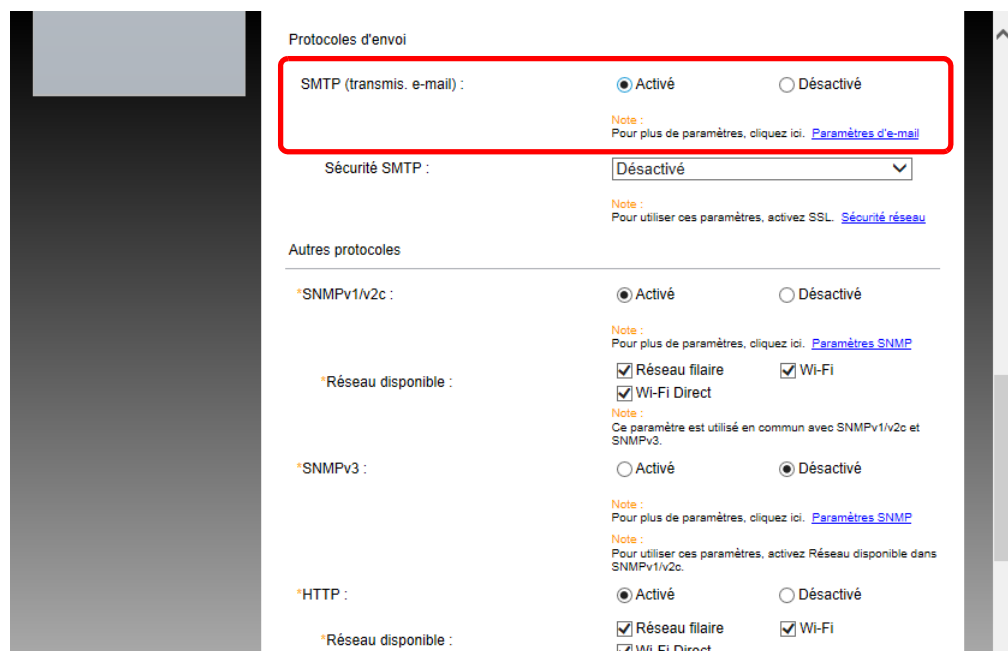 Protocoles d'envoi
SMTP (transmis. e-mail) : Activé Désactivé
Note :
Pour plus de paramètres, cliquez ici. Paramètres d'e-mail
Sécurité SMTP : Désactivé
Note :
Pour utiliser ces paramètres, activez SSL. Sécurité réseau
Autres protocoles
*SNMPv1/v2c : Activé Désactivé
Note :
Pour plus de paramètres, cliquez ici. Paramètres SNMP
*Réseau disponible : Réseau filaire Wi-Fi
Wi-Fi Direct
Note :
Ce paramètre est utilisé en commun avec SNMPv1/v2c et
SNMPv3.
*SNMPv3 : Activé Désactivé
Note :
Pour plus de paramètres, cliquez ici. Paramètres SNMP
Note :
Pour utiliser ces paramètres, activez Réseau disponible dans
SNMPv1/v2c.
*HTTP : Activé Désactivé
*Réseau disponible : Réseau filaire Wi-Fi
Wi-Fi Direct